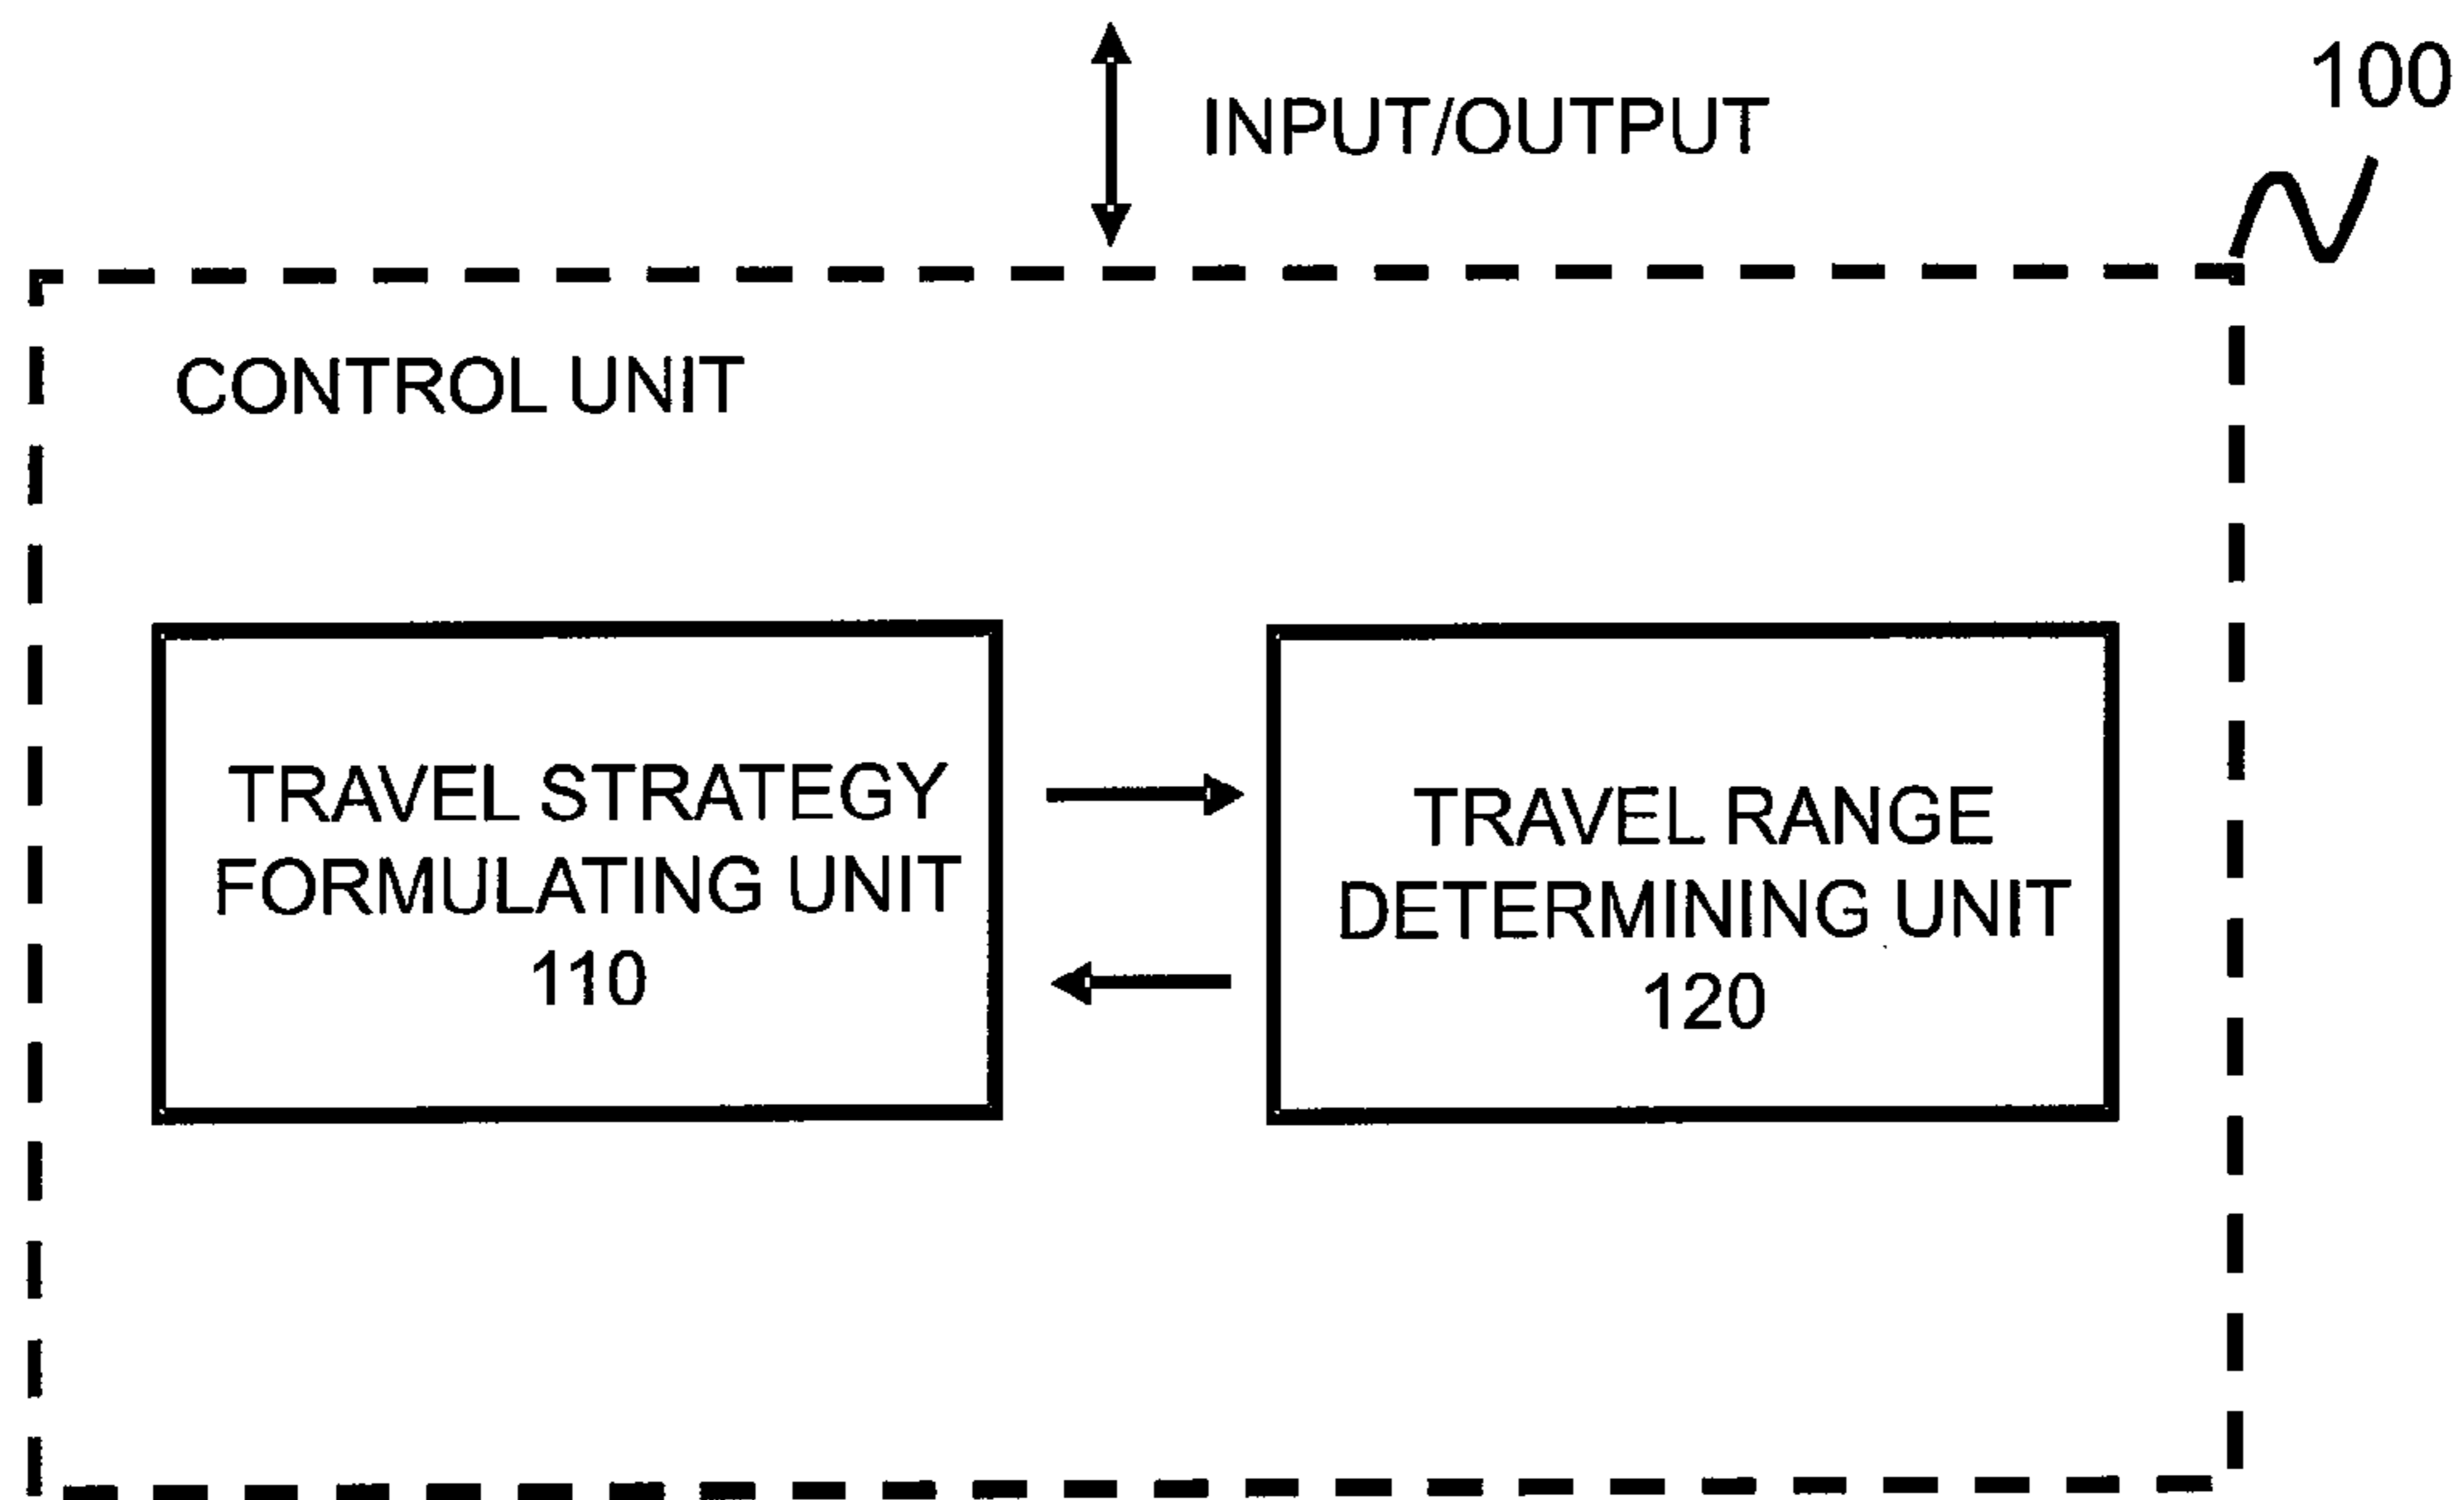 100
INPUT/OUTPUT
CONTROL UNIT
TRAVEL STRATEGY
FORMULATING UNIT
110
TRAVEL RANGE
DETERMINING UNIT
120